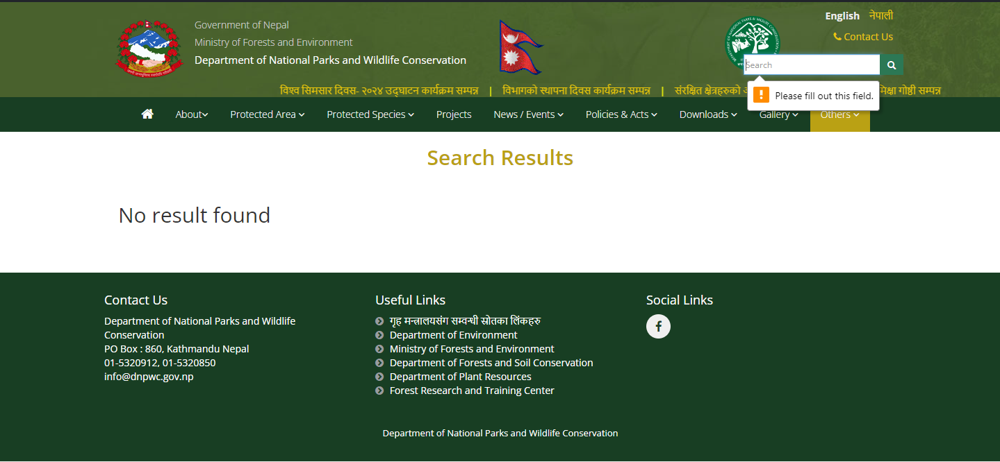 English नेपाली
Government of Nepal
Ministry of Forests and Environment
Department of National Parks and Wildlife Conservation
Contact Us
Search
विश्व सिमसार दिवस- २०२४ उद्घाटन कार्यक्रम सम्पन्न | विभागको स्थापना दिवस कार्यक्रम सम्पन्न | संरक्षित क्षेत्रहरुको गोष्ठी सम्पन्न
Please fill out this field.
About Protected Area Protected Species Projects News / Events Policies & Acts Downloads Gallery Others
Search Results
No result found
Contact Us
Department of National Parks and Wildlife
Conservation
PO Box : 860, Kathmandu Nepal
01-5320912, 01-5320850
info@dnpwc.gov.np
Useful Links
गृह मन्त्रालयसंग सम्वन्धी स्रोतका लिंकहरु
Department of Environment
Ministry of Forests and Environment
Department of Forests and Soil Conservation
Department of Plant Resources
Forest Research and Training Center
Social Links
Department of National Parks and Wildlife Conservation